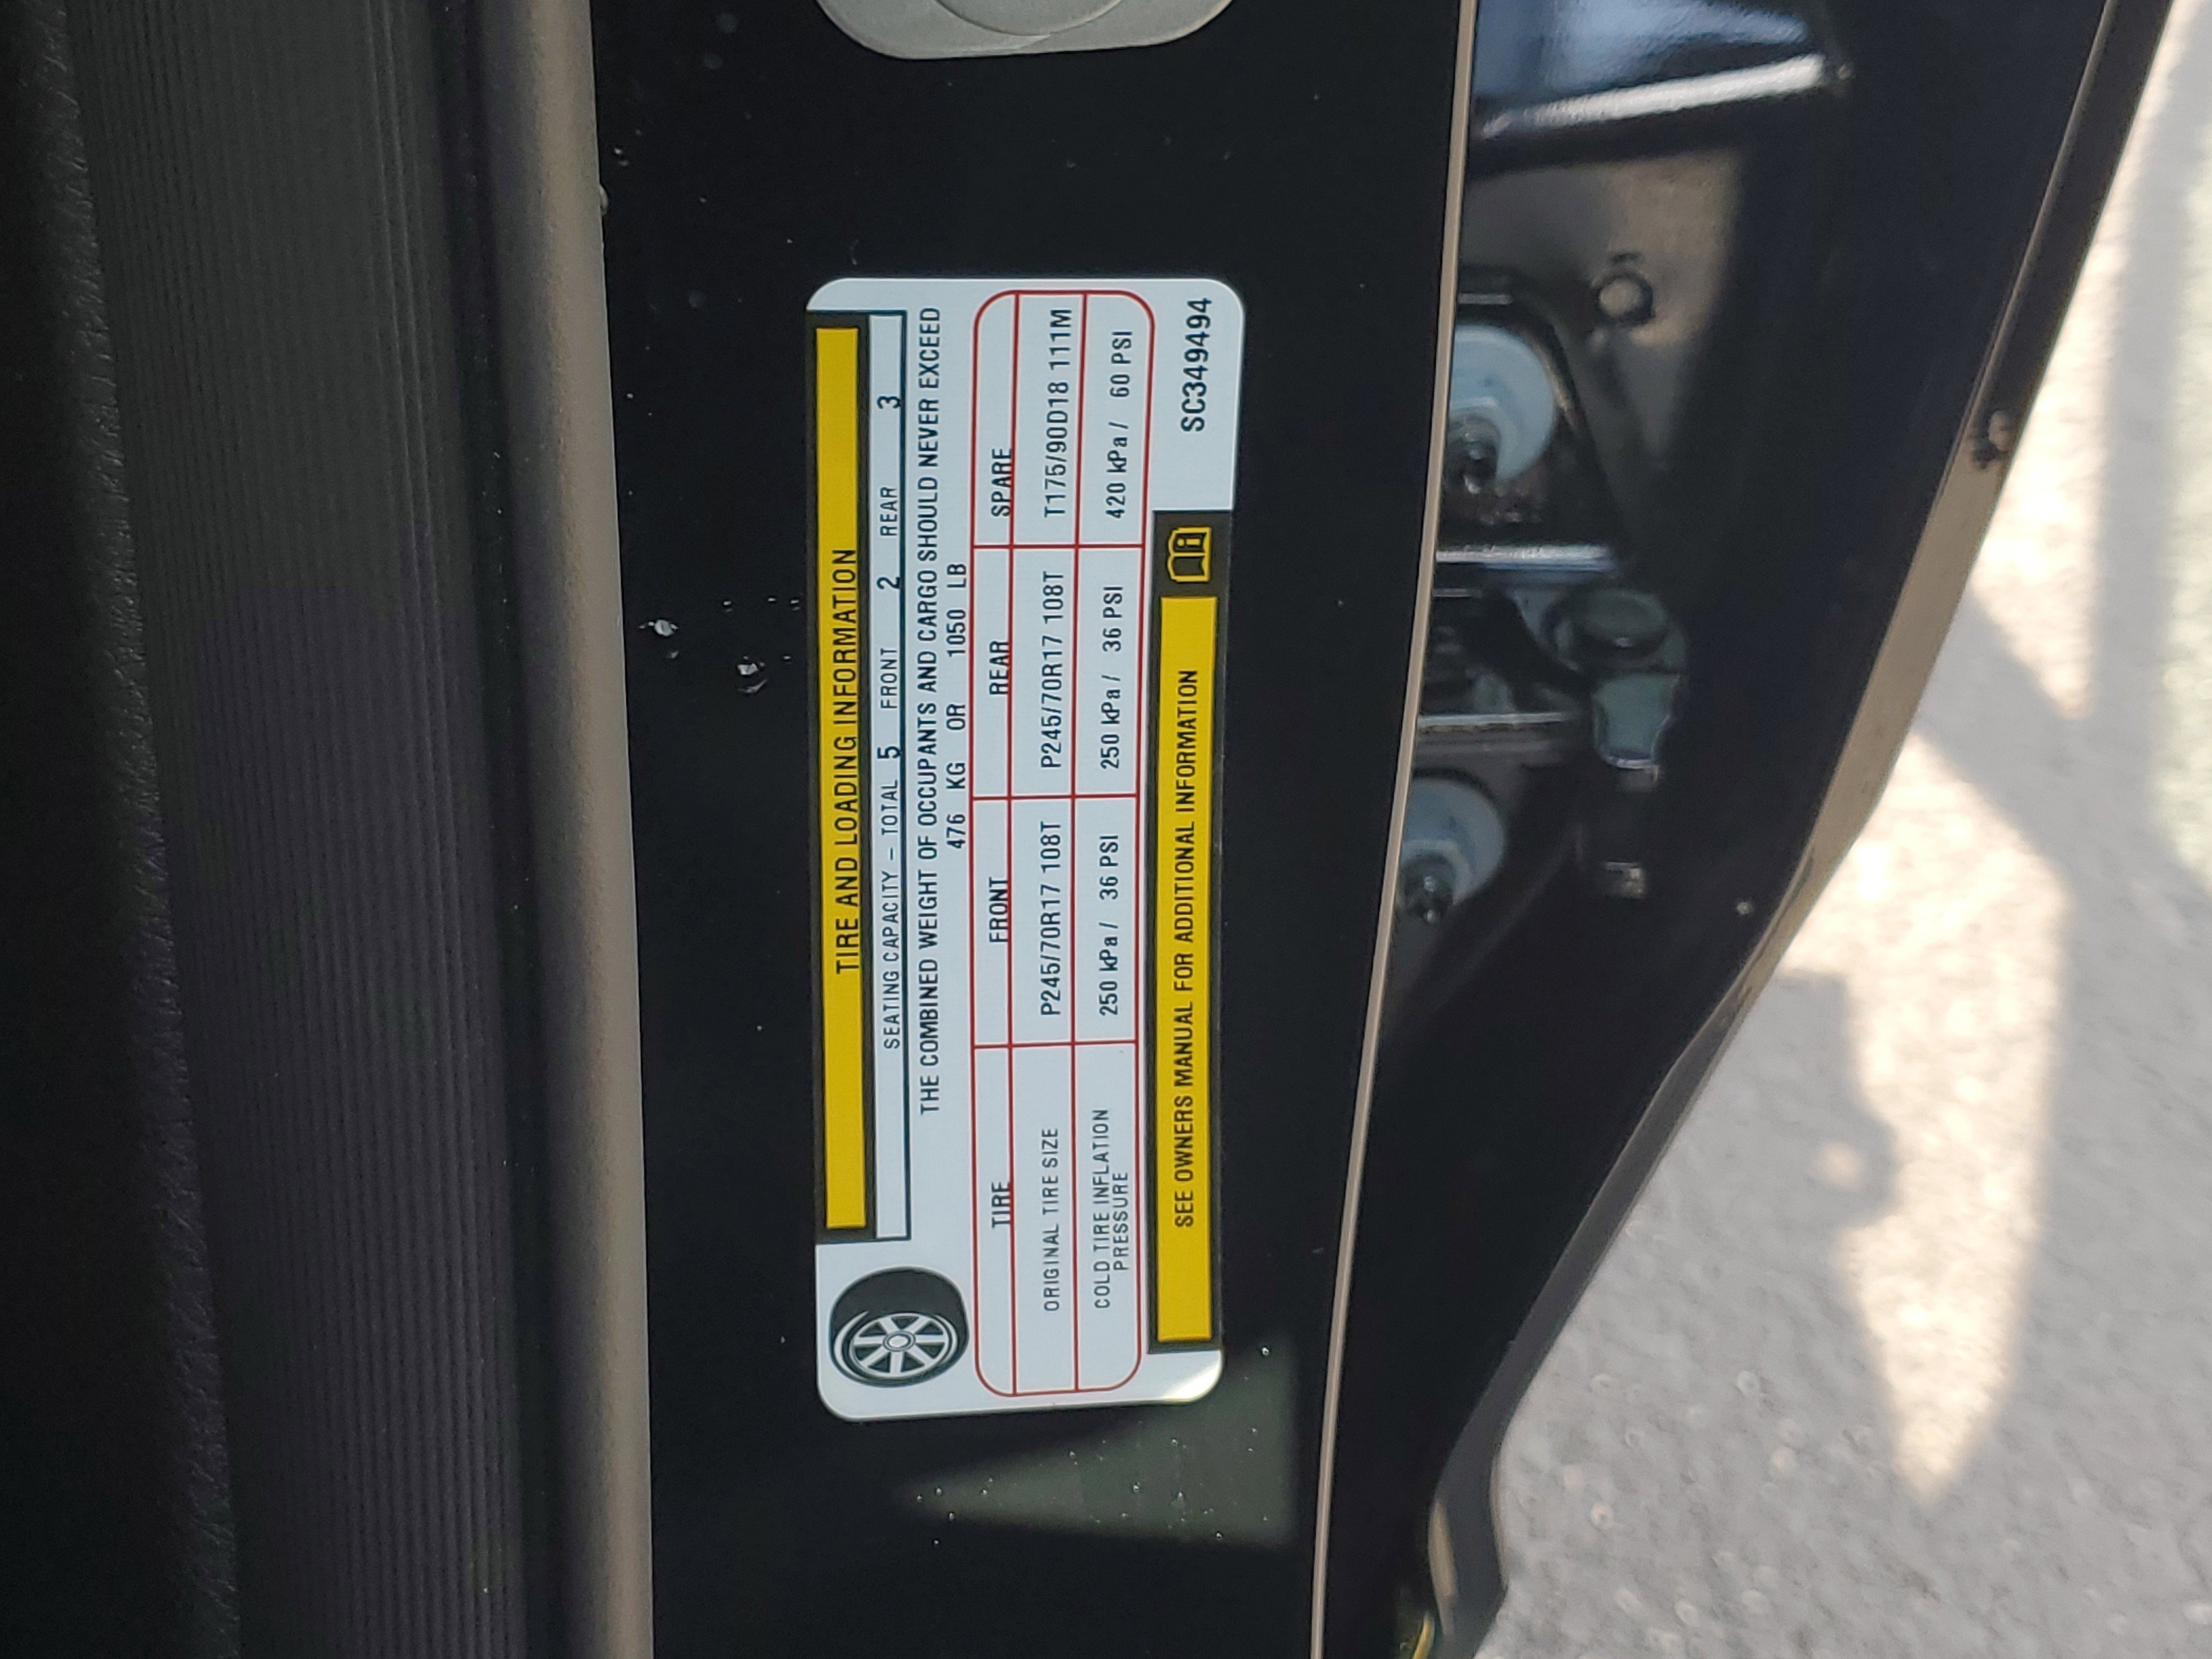 TIRE AND LOADING INFORMATION
SEATING CAPACITY - TOTAL 5 FRONT 2 REAR 3
THE COMBINED WEIGHT OF OCCUPANTS AND CARGO SHOULD NEVER EXCEED
476 KG OR 1050 LB
TIRE FRONT REAR SPARE
ORIGINAL TIRE SIZE P245/70R17 108T P245/70R17 108T T175/90D18 111M
COLD TIRE INFLATION PRESSURE 250 kPa / 36 PSI 250 kPa / 36 PSI 420 kPa / 60 PSI
SEE OWNERS MANUAL FOR ADDITIONAL INFORMATION
SC349494